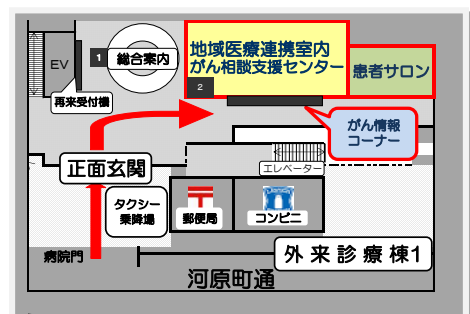 EV
1
総合案内
再来受付機
地域医療連携室内
がん相談支援センター
2
患者サロン
がん情報
コーナー
正面玄関
エレベーター
タクシー
乗降場
郵便局
コンビニ
病院門
外来診療棟1
河原町通